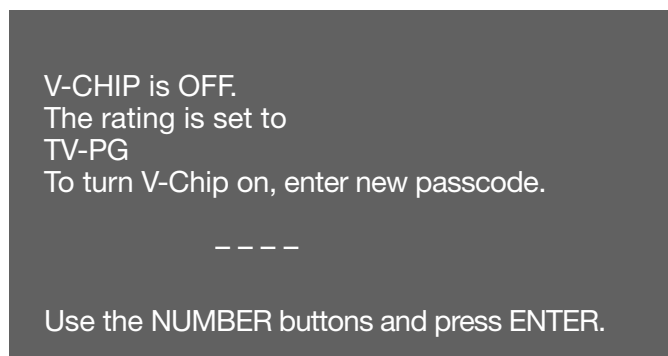 V-CHIP is OFF.
The rating is set to
TV-PG
To turn V-Chip on, enter new passcode.
_ _ _ _
Use the NUMBER buttons and press ENTER.